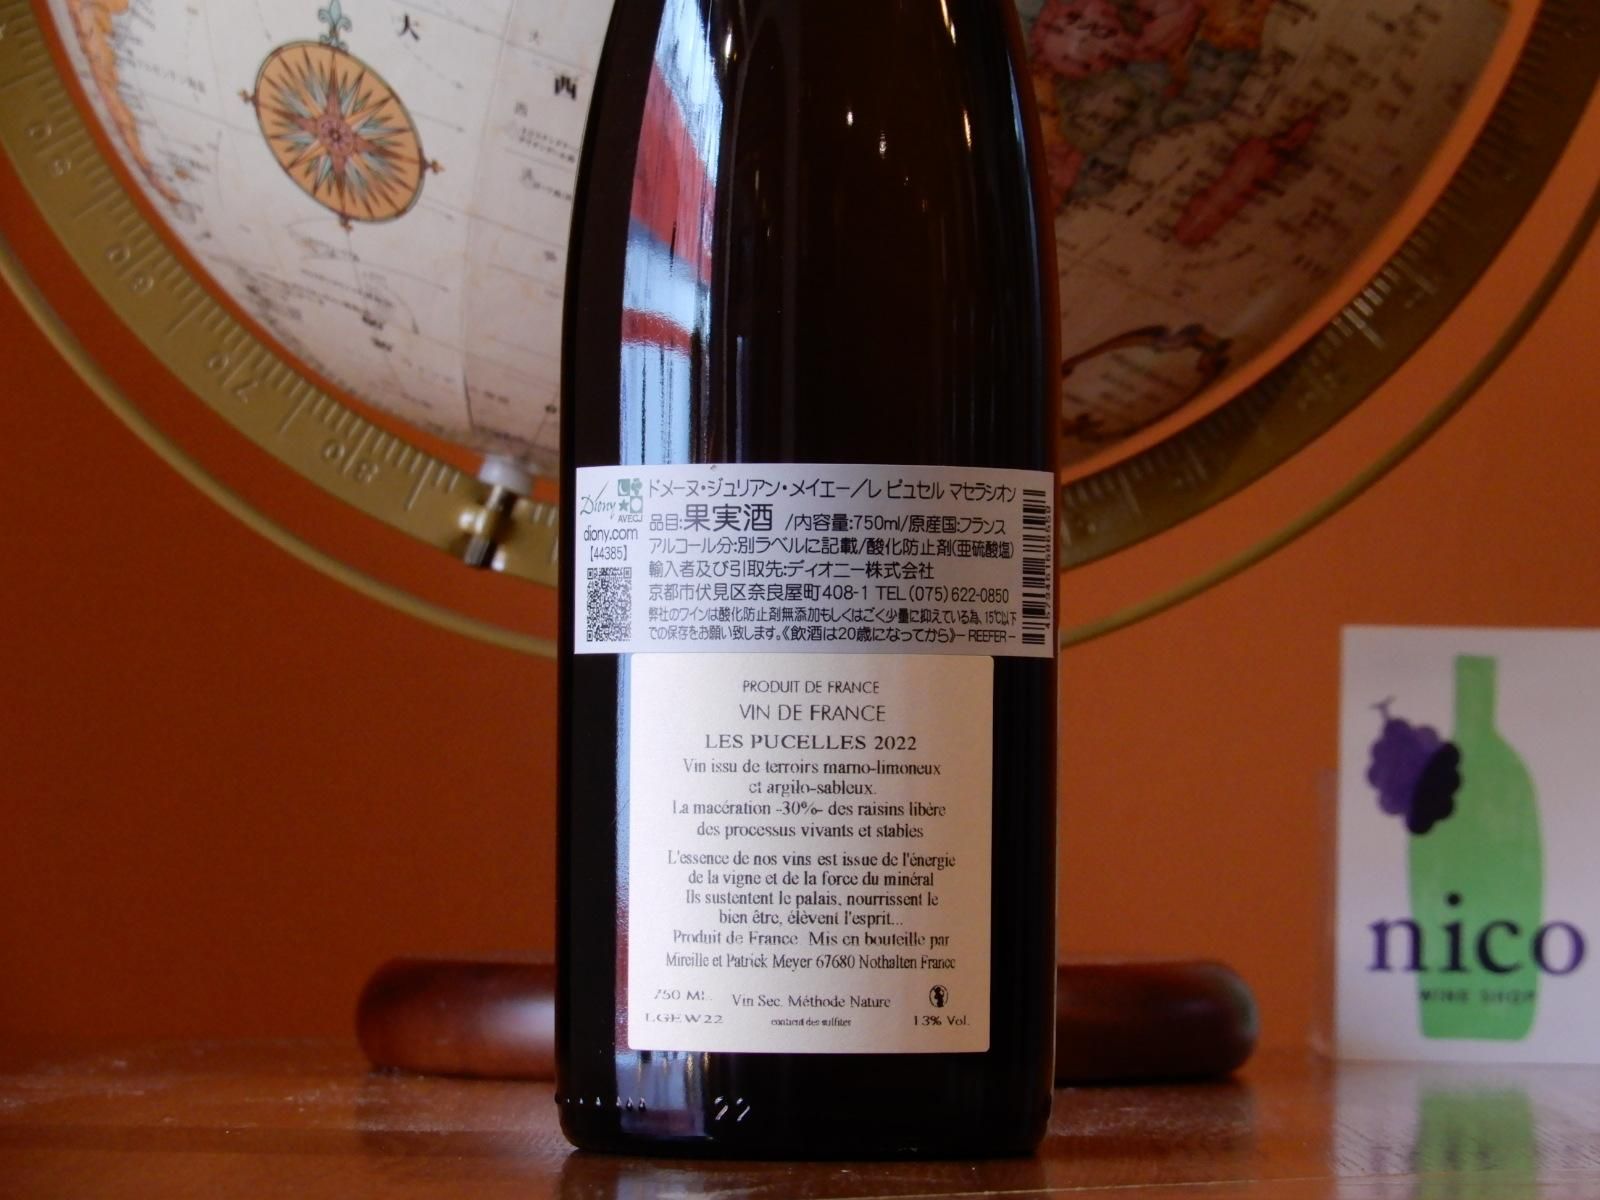 大
西
Diony
AVECJ
diony.com
【44385】
ドメーヌ・ジュリアン・メイエー/レ ピュセル マセラシオン
品目:果実酒 /内容量:750ml/原産国:フランス
アルコール分:別ラベルに記載/酸化防止剤(亜硫酸塩)
輸入者及び引取先:ディオニー株式会社
京都市伏見区奈良屋町408-1 TEL(075)622-0850
弊社のワインは酸化防止剤無添加もしくはごく少量に抑えている為、15℃以下
での保存をお願い致します。《飲酒は20歳になってから》- REEFER -
PRODUIT DE FRANCE
VIN DE FRANCE
LES PUCELLES 2022
Vin issu de terroirs marno-limoneux
et argilo-sableux.
La macération -30%- des raisins libère
des processus vivants et stables
L'essence de nos vins est issue de l'énergie
de la vigne et de la force du minéral
Ils sustentent le palais, nourrissent le
bien être, élèvent l'esprit...
Produit de France. Mis en bouteille par
Mireille et Patrick Meyer 67680 Nothalten France
750 ML. Vin Sec. Méthode Nature
LGEW22 contient des sulfites 13% Vol.
nico
WINE SHOP